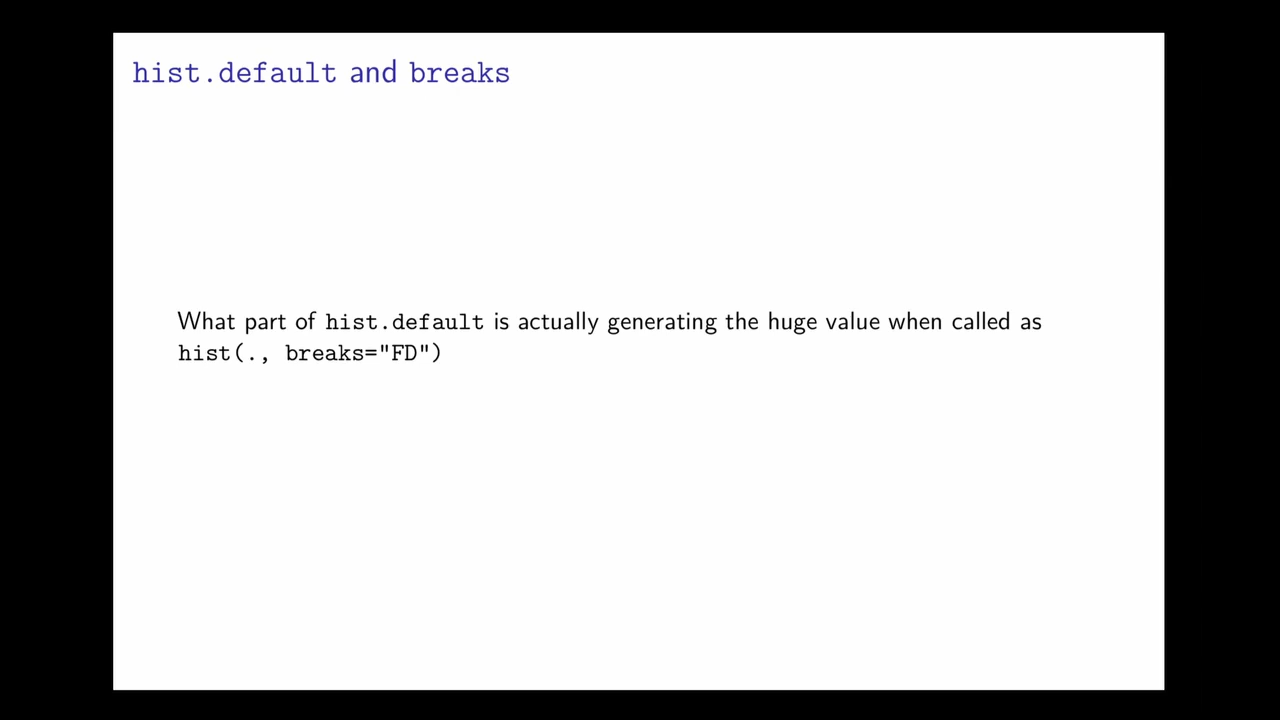 hist.default and breaks
What part of hist.default is actually generating the huge value when called as
hist(., breaks="FD")